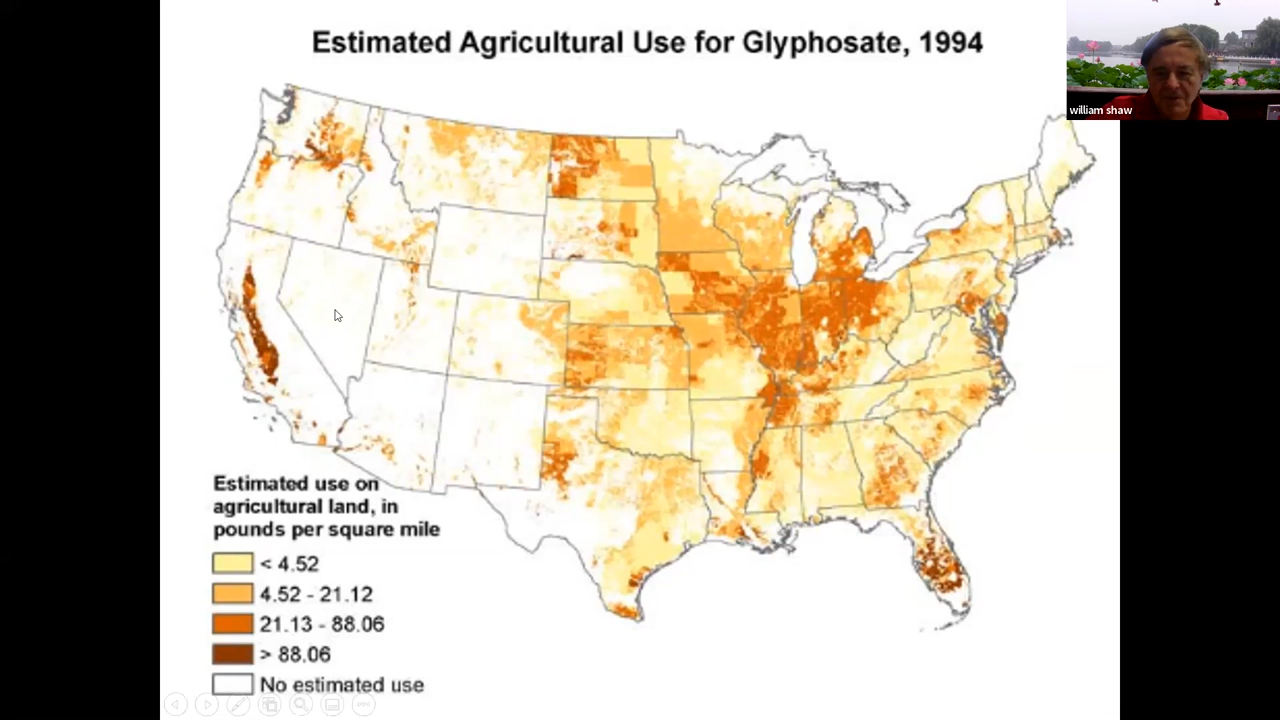 Estimated Agricultural Use for Glyphosate, 1994
william shaw
Estimated use on
agricultural land, in
pounds per square mile
< 4.52
4.52 - 21.12
21.13 - 88.06
> 88.06
No estimated use